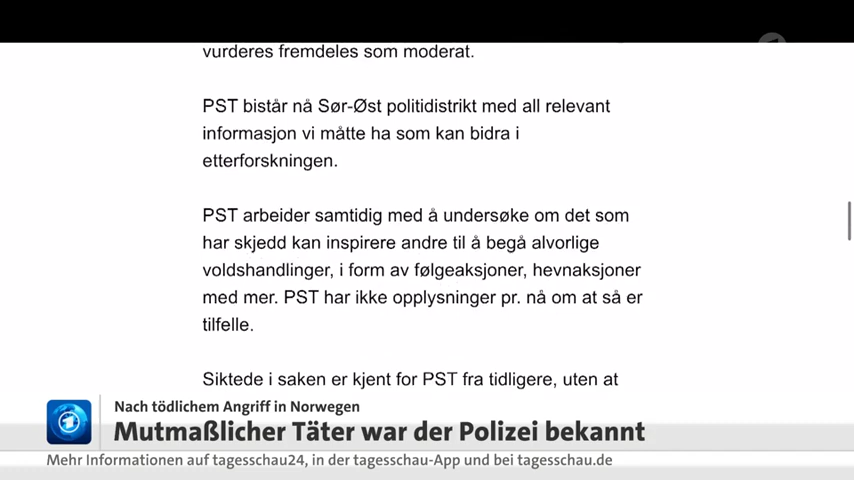 vurderes fremdeles som moderat.
PST bistår nå Sør-Øst politidistrikt med all relevant
informasjon vi måtte ha som kan bidra i
etterforskningen.
PST arbeider samtidig med å undersøke om det som
har skjedd kan inspirere andre til å begå alvorlige
voldshandlinger, i form av følgeaksjoner, hevnaksjoner
med mer. PST har ikke opplysninger pr. nå om at så er
tilfelle.
Siktede i saken er kjent for PST fra tidligere, uten at
Nach tödlichem Angriff in Norwegen
Mutmaßlicher Täter war der Polizei bekannt
Mehr Informationen auf tagesschau24, in der tagesschau-App und bei tagesschau.de